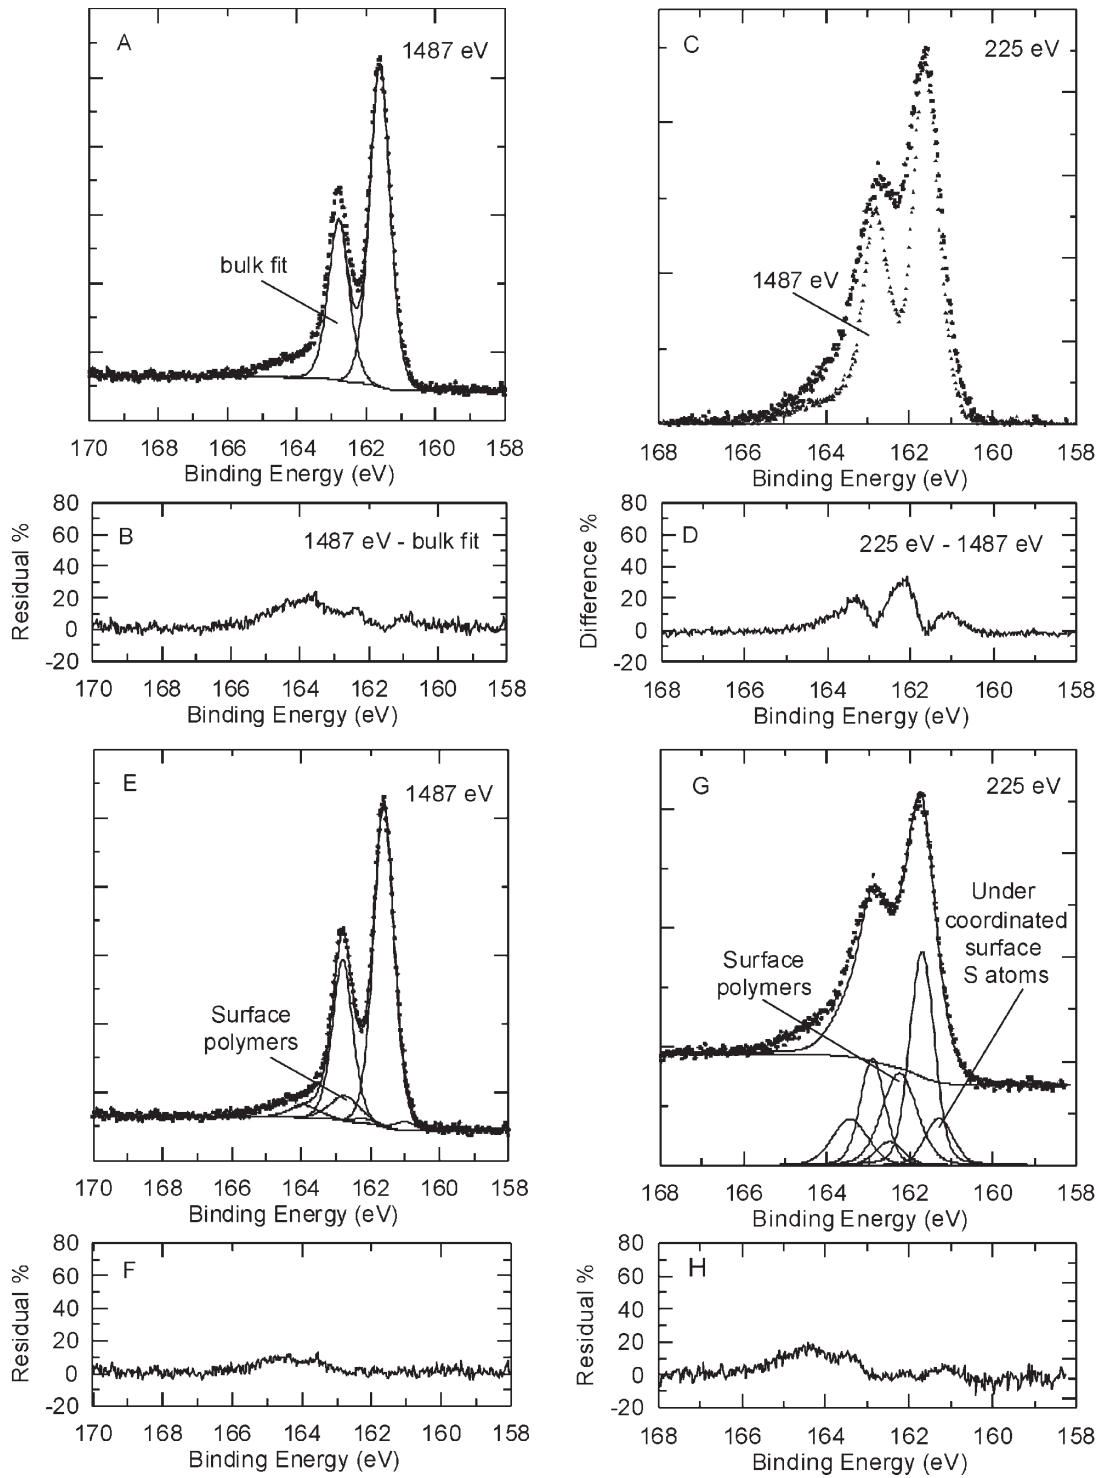 A
1487 eV
bulk fit
170 168 166 164 162 160 158
Binding Energy (eV)
C
225 eV
1487 eV
168 166 164 162 160 158
Binding Energy (eV)
B
1487 eV - bulk fit
Residual %
80
60
40
20
0
-20
170 168 166 164 162 160 158
Binding Energy (eV)
D
225 eV - 1487 eV
Difference %
80
60
40
20
0
-20
168 166 164 162 160 158
Binding Energy (eV)
E
1487 eV
Surface
polymers
170 168 166 164 162 160 158
Binding Energy (eV)
G
225 eV
Under
coordinated
surface
S atoms
Surface
polymers
168 166 164 162 160 158
Binding Energy (eV)
F
Residual %
80
60
40
20
0
-20
170 168 166 164 162 160 158
Binding Energy (eV)
H
Residual %
80
60
40
20
0
-20
168 166 164 162 160 158
Binding Energy (eV)